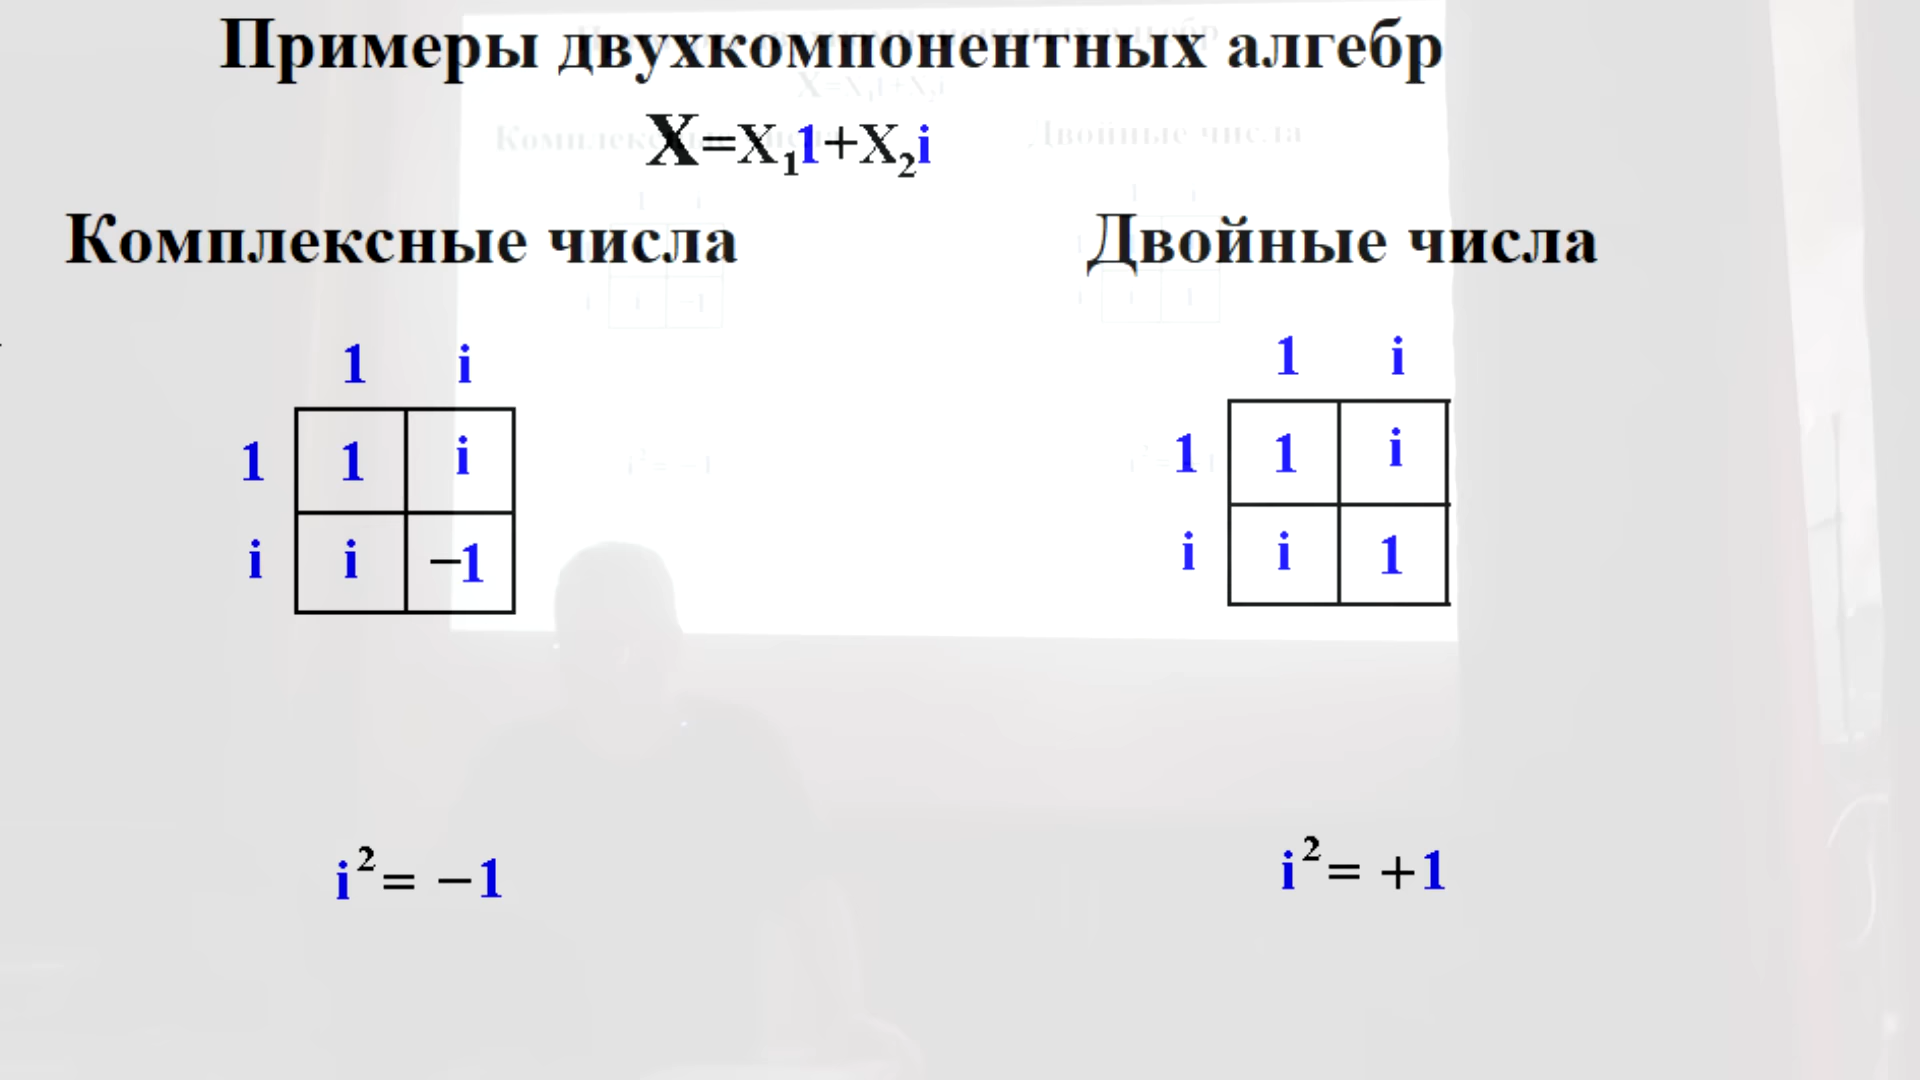 Примеры двухкомпонентных алгебр
X=X₁1+X₂i
Комплексные числа
Двойные числа
1 i
1 1 i
i i −1
1 i
1 1 i
i i 1
i²= −1
i²= +1